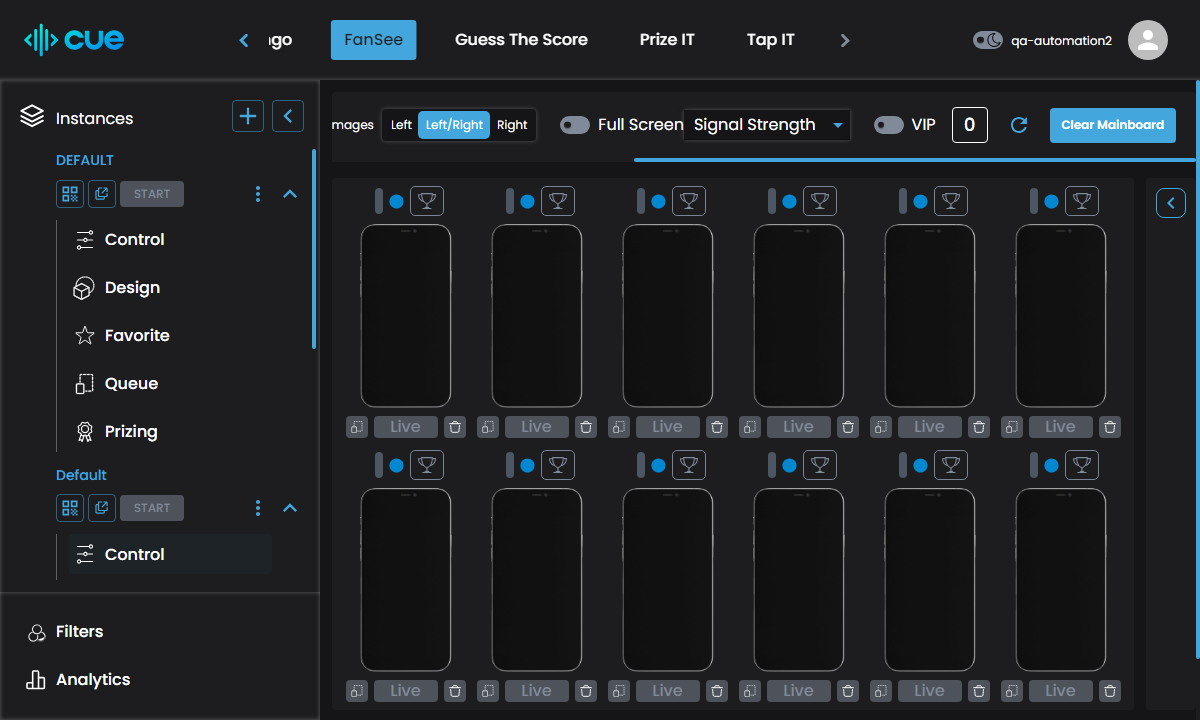 cue
ngo
FanSee
Guess The Score
Prize IT
Tap IT
qa-automation2
Instances
mages
Left
Left/Right
Right
Full Screen
Signal Strength
VIP
0
Clear Mainboard
DEFAULT
START
Control
Design
Favorite
Queue
Prizing
Default
START
Control
Filters
Analytics
Live
Live
Live
Live
Live
Live
Live
Live
Live
Live
Live
Live